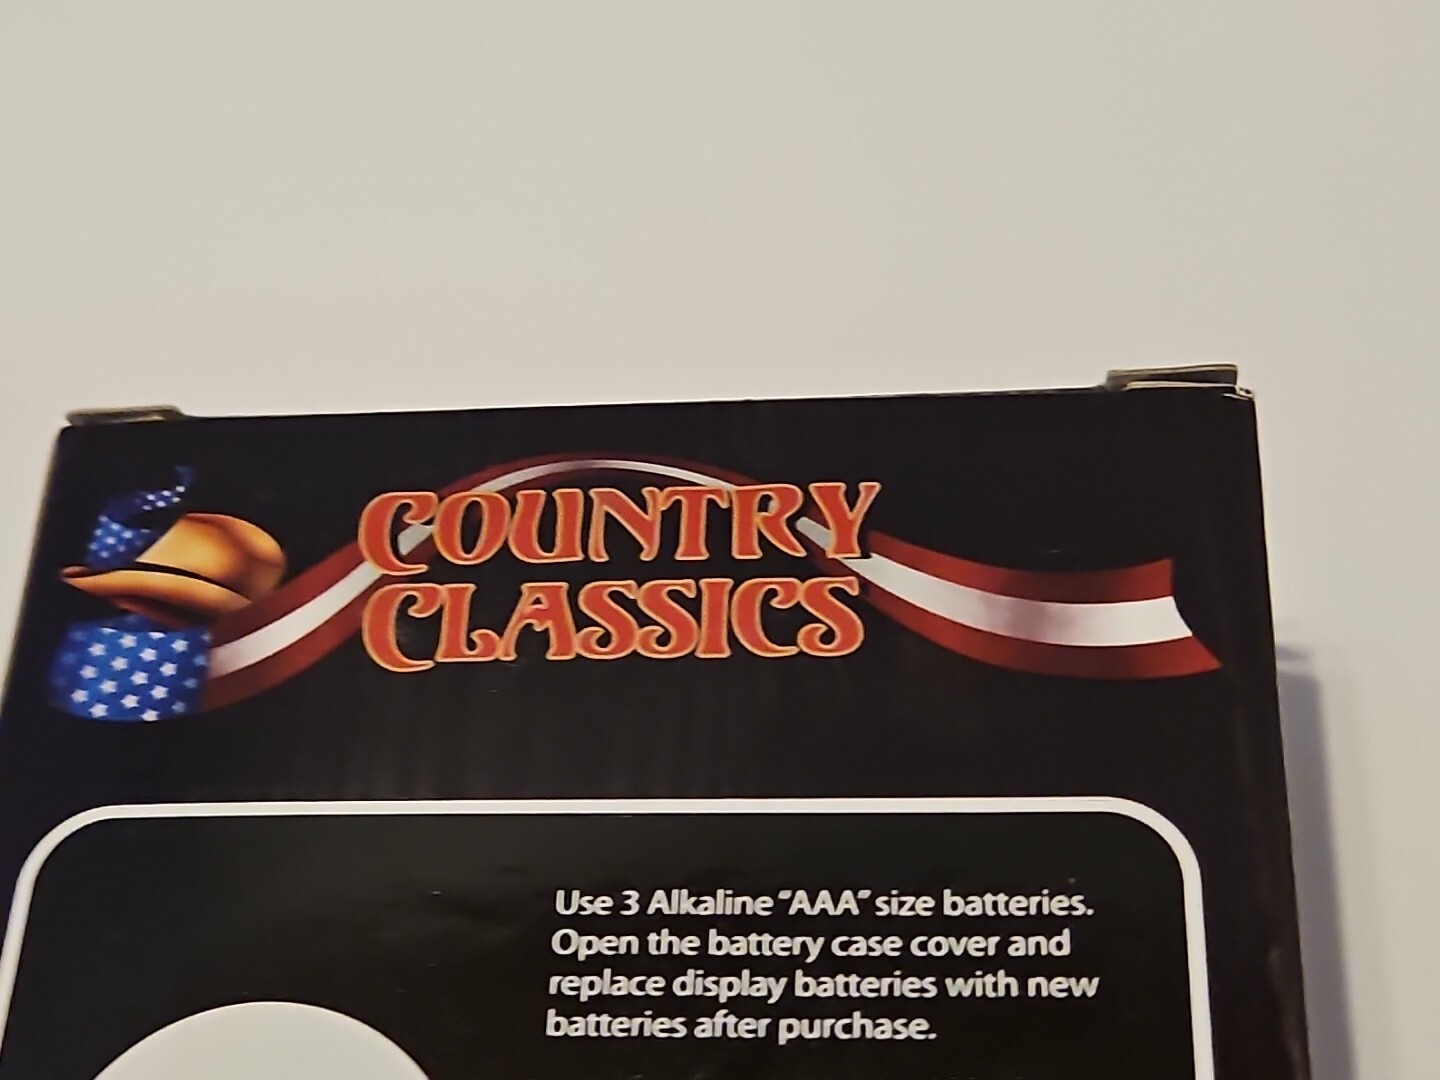 COUNTRY
CLASSICS
Use 3 Alkaline "AAA" size batteries.
Open the battery case cover and
replace display batteries with new
batteries after purchase.